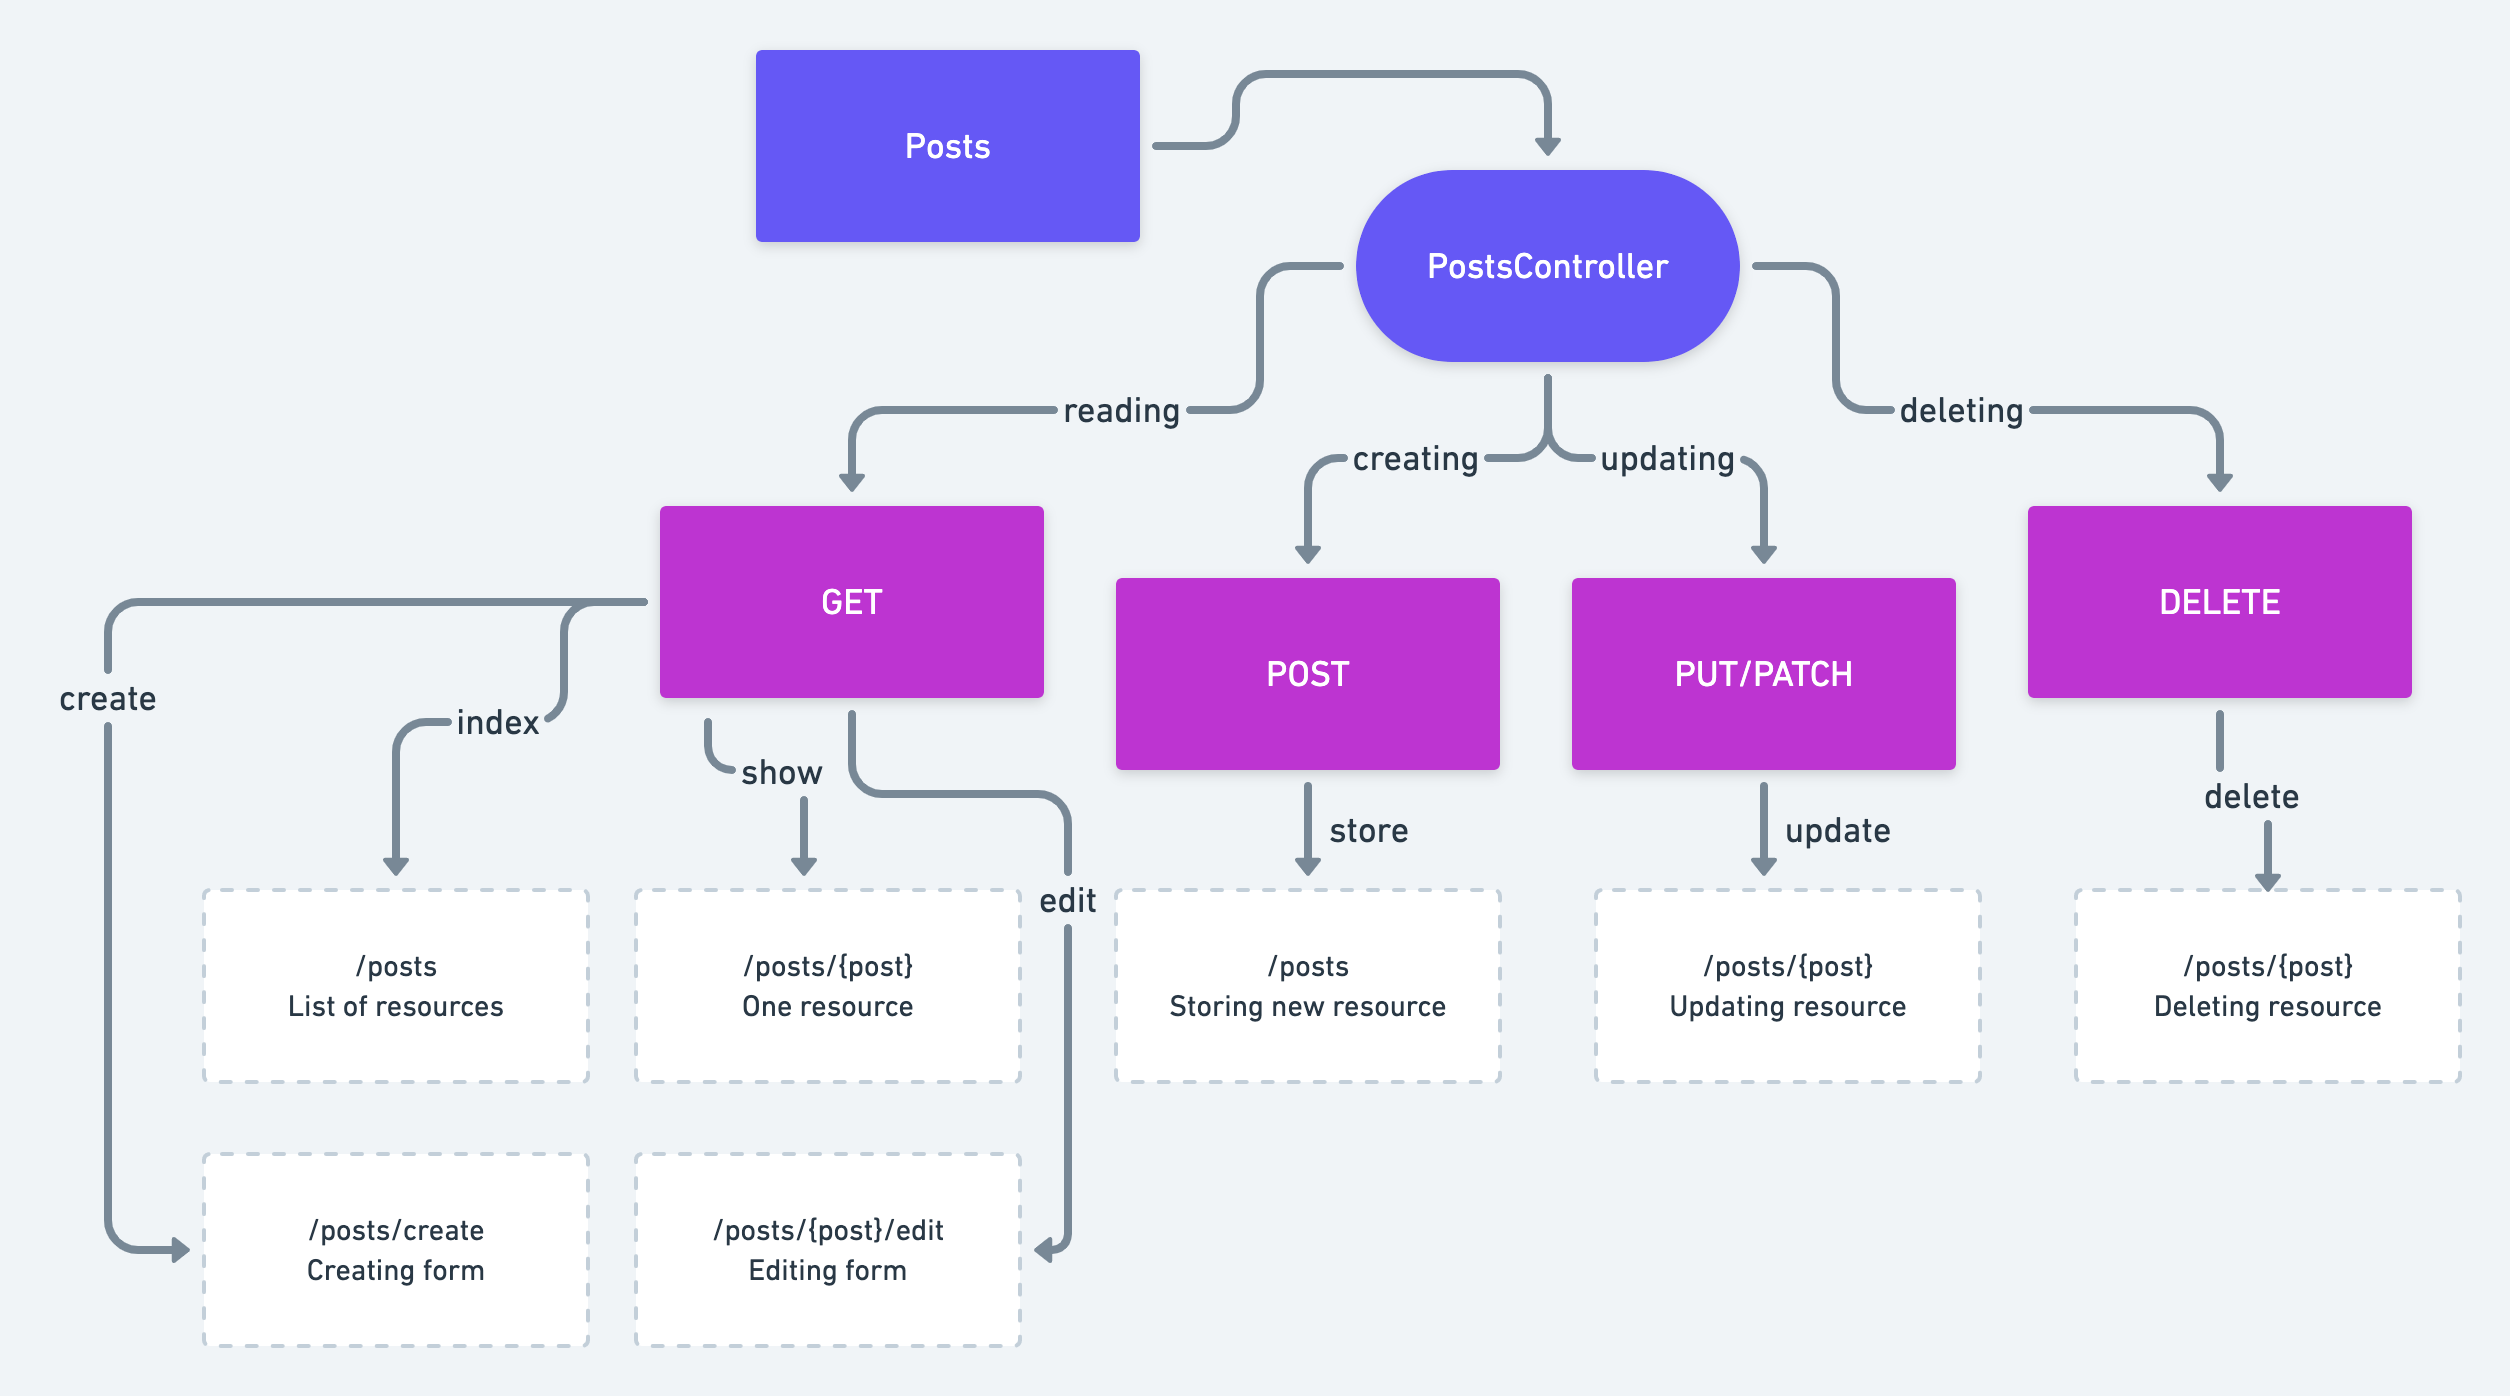 Posts
PostsController
reading
deleting
creating
updating
GET
DELETE
POST
PUT/PATCH
create
index
show
delete
store
update
edit
/posts
List of resources
/posts/{post}
One resource
/posts
Storing new resource
/posts/{post}
Updating resource
/posts/{post}
Deleting resource
/posts/create
Creating form
/posts/{post}/edit
Editing form